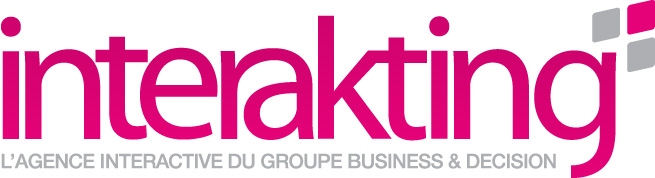 interakting
L'AGENCE INTERACTIVE DU GROUPE BUSINESS & DECISION